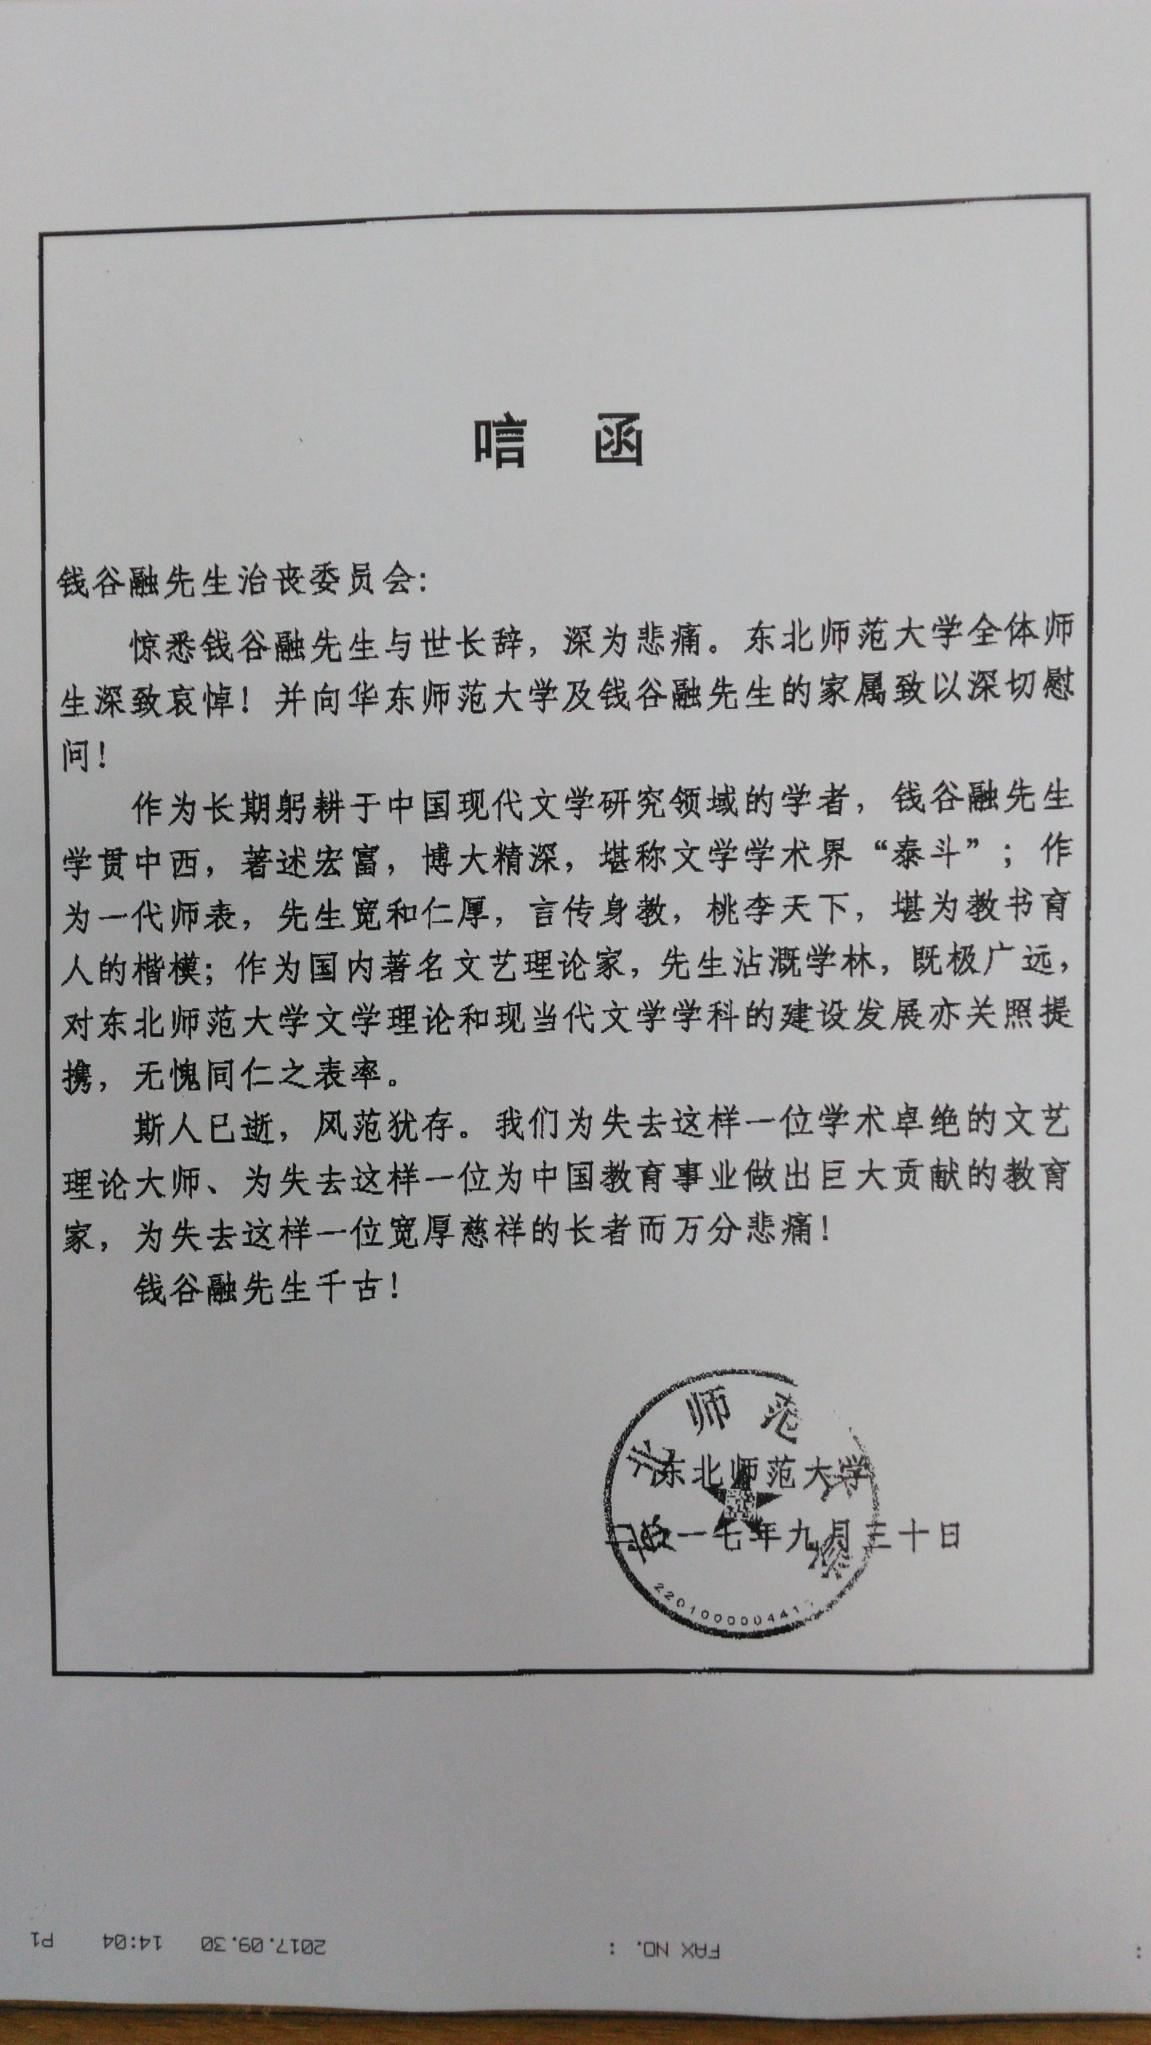 唁 函
钱谷融先生治丧委员会：
惊悉钱谷融先生与世长辞，深为悲痛。东北师范大学全体师
生深致哀悼！并向华东师范大学及钱谷融先生的家属致以深切慰
问！
作为长期躬耕于中国现代文学研究领域的学者，钱谷融先生
学贯中西，著述宏富，博大精深，堪称文学学术界“泰斗”；作
为一代师表，先生宽和仁厚，言传身教，桃李天下，堪为教书育
人的楷模；作为国内著名文艺理论家，先生沾溉学林，既极广远，
对东北师范大学文学理论和现当代文学学科的建设发展亦关照提
携，无愧同仁之表率。
斯人已逝，风范犹存。我们为失去这样一位学术卓绝的文艺
理论大师、为失去这样一位为中国教育事业做出巨大贡献的教育
家，为失去这样一位宽厚慈祥的长者而万分悲痛！
钱谷融先生千古！
北师范
东北师范大学
一七年九月三十日
220100000441
2017.09.30 14:04 P1
FAX NO. :
: